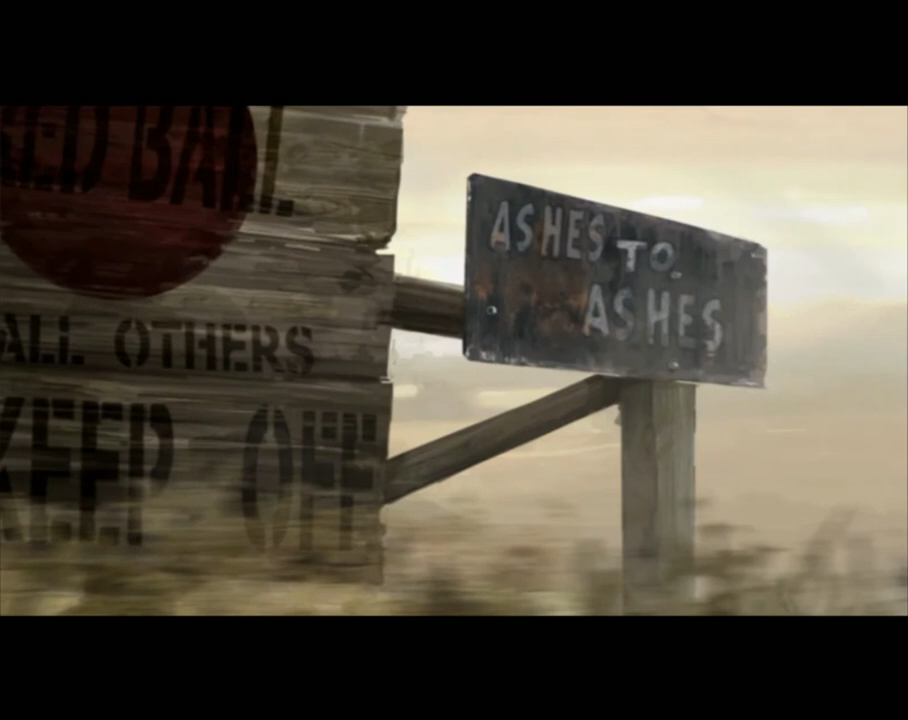 RED BALL
ALL OTHERS
KEEP OFF
ASHES TO
ASHES